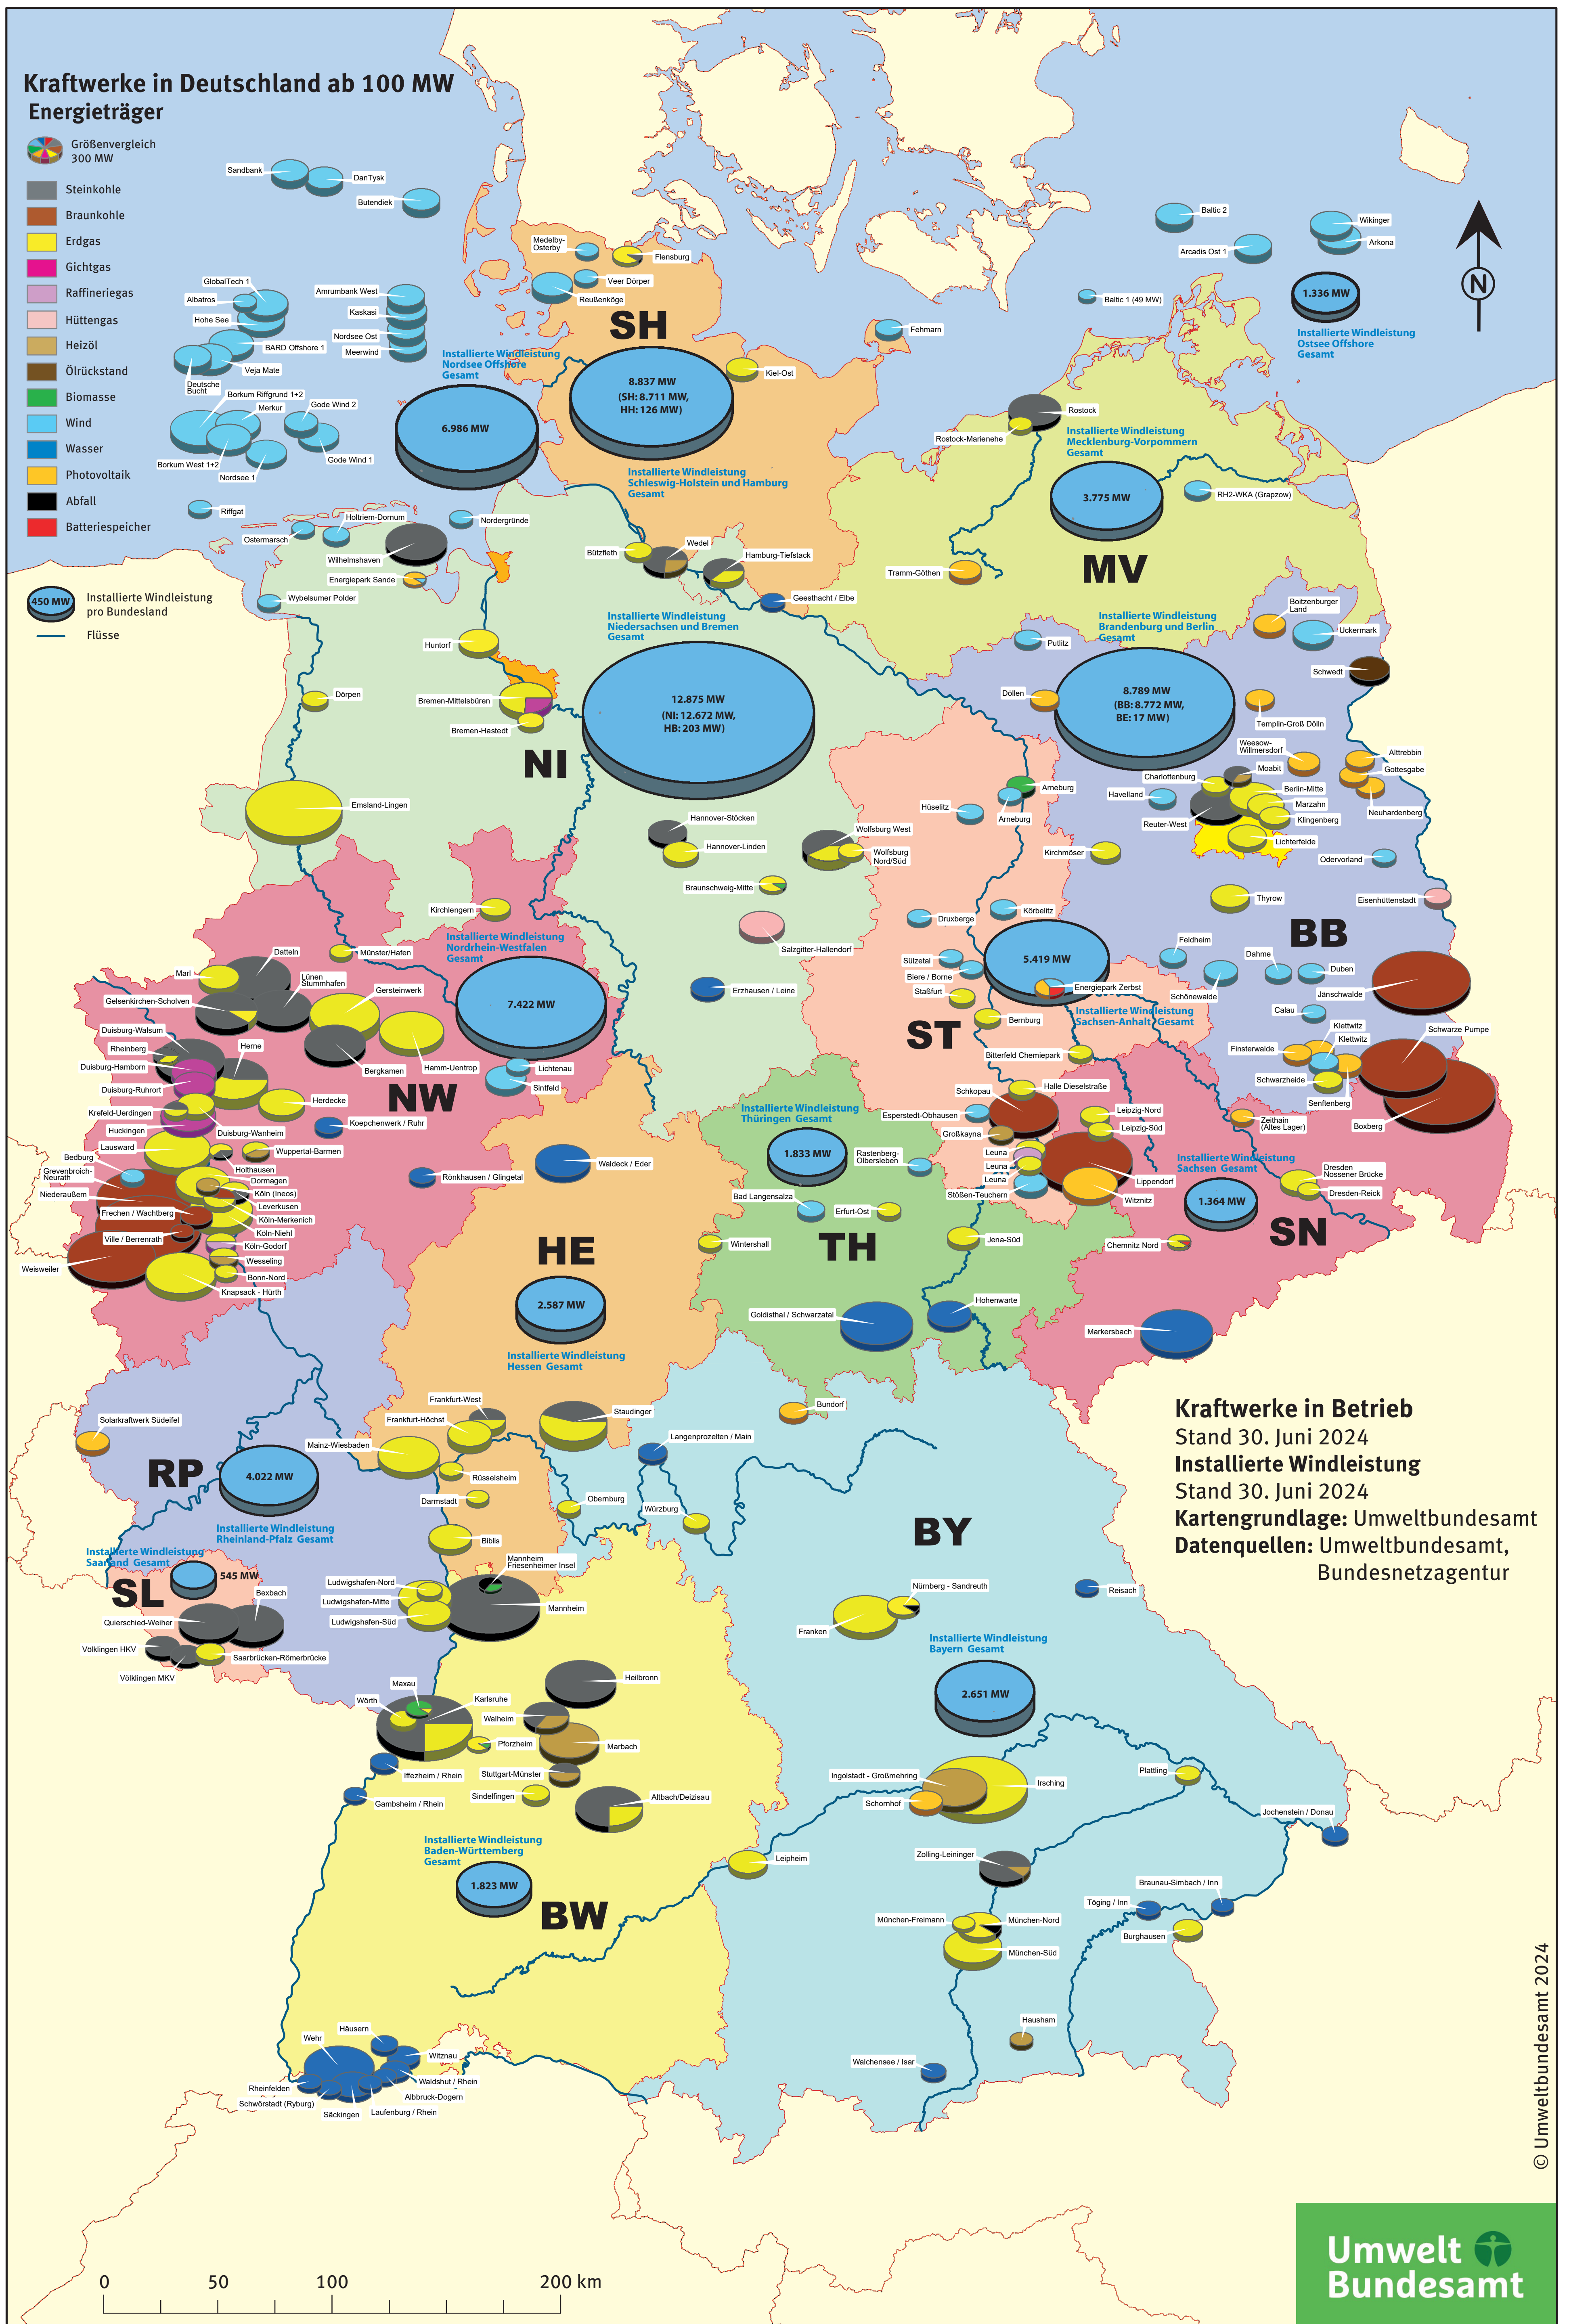 Kraftwerke in Deutschland ab 100 MW
Energieträger
Größenvergleich
300 MW
Steinkohle
Braunkohle
Erdgas
Gichtgas
Raffineriegas
Hüttengas
Heizöl
Ölrückstand
Biomasse
Wind
Wasser
Photovoltaik
Abfall
Batteriespeicher
450 MW
Installierte Windleistung
pro Bundesland
Flüsse
Sandbank
DanTysk
Butendiek
GlobalTech 1
Albatros
Hohe See
BARD Offshore 1
Veja Mate
Deutsche
Bucht
Amrumbank West
Kaskasi
Nordsee Ost
Meerwind
Borkum Riffgrund 1+2
Merkur
Gode Wind 2
Gode Wind 1
Borkum West 1+2
Nordsee 1
Riffgat
Installierte Windleistung
Nordsee Offshore
Gesamt
6.986 MW
Baltic 2
Wikinger
Arkona
Arcadis Ost 1
Baltic 1 (49 MW)
1.336 MW
Installierte Windleistung
Ostsee Offshore
Gesamt
N
Medelby-
Osterby
Flensburg
Veer Dörper
Reußenköge
SH
Fehmarn
Kiel-Ost
8.837 MW
(SH: 8.711 MW,
HH: 126 MW)
Installierte Windleistung
Schleswig-Holstein und Hamburg
Gesamt
Rostock
Rostock-Marienehe
Installierte Windleistung
Mecklenburg-Vorpommern
Gesamt
3.775 MW
RH2-WKA (Grapzow)
MV
Tramm-Göthen
Nordergründe
Holtriem-Dornum
Ostermarsch
Wilhelmshaven
Energiepark Sande
Wybelsumer Polder
Bützfleth
Wedel
Hamburg-Tiefstack
Geesthacht / Elbe
Huntorf
Dörpen
Bremen-Mittelsbüren
Bremen-Hastedt
NI
Installierte Windleistung
Niedersachsen und Bremen
Gesamt
12.875 MW
(NI: 12.672 MW,
HB: 203 MW)
Emsland-Lingen
Hannover-Stöcken
Hannover-Linden
Wolfsburg West
Wolfsburg
Nord/Süd
Braunschweig-Mitte
Salzgitter-Hallendorf
Erzhausen / Leine
Kirchlengern
Installierte Windleistung
Brandenburg und Berlin
Gesamt
8.789 MW
(BB: 8.772 MW,
BE: 17 MW)
Putlitz
Boitzenburger
Land
Uckermark
Schwedt
Döllen
Templin-Groß Dölln
Weesow-
Willmersdorf
Alttrebbin
Gottesgabe
Neuhardenberg
Charlottenburg
Moabit
Berlin-Mitte
Marzahn
Klingenberg
Reuter-West
Lichterfelde
Havelland
Kirchmöser
Odervorland
Thyrow
Eisenhüttenstadt
BB
Feldheim
Dahme
Duben
Schönewalde
Jänschwalde
Calau
Klettwitz
Klettwitz
Finsterwalde
Schwarzheide
Senftenberg
Schwarze Pumpe
Boxberg
Arneburg
Arneburg
Hüselitz
Druxberge
Körbelitz
Sülzetal
Biere / Borne
Staßfurt
Bernburg
5.419 MW
Energiepark Zerbst
Installierte Windleistung
Sachsen-Anhalt Gesamt
ST
Bitterfeld Chemiepark
Schkopau
Halle Dieselstraße
Esperstedt-Obhausen
Großkayna
Leuna
Leuna
Leuna
Stößen-Teuchern
Leipzig-Nord
Leipzig-Süd
Lippendorf
Witznitz
Zeithain
(Altes Lager)
Installierte Windleistung
Sachsen Gesamt
1.364 MW
Dresden
Nossener Brücke
Dresden-Reick
SN
Chemnitz Nord
Markersbach
Installierte Windleistung
Thüringen Gesamt
1.833 MW
Rastenberg-
Olbersleben
Bad Langensalza
Erfurt-Ost
TH
Jena-Süd
Wintershall
Goldisthal / Schwarzatal
Hohenwarte
Datteln
Münster/Hafen
Marl
Lünen
Stummhafen
Gelsenkirchen-Scholven
Gersteinwerk
Duisburg-Walsum
Herne
Rheinberg
Duisburg-Hamborn
Duisburg-Ruhrort
Bergkamen
Hamm-Uentrop
Krefeld-Uerdingen
Huckingen
Duisburg-Wanheim
Herdecke
Koepchenwerk / Ruhr
Lausward
Wuppertal-Barmen
Bedburg
Holthausen
Grevenbroich-
Neurath
Dormagen
Niederaußem
Köln (Ineos)
Leverkusen
Frechen / Wachtberg
Köln-Merkenich
Köln-Niehl
Ville / Berrenrath
Köln-Godorf
Wesseling
Weisweiler
Bonn-Nord
Knapsack - Hürth
Installierte Windleistung
Nordrhein-Westfalen
Gesamt
7.422 MW
Lichtenau
Sintfeld
NW
Rönkhausen / Glingetal
Waldeck / Eder
HE
2.587 MW
Installierte Windleistung
Hessen Gesamt
Frankfurt-West
Frankfurt-Höchst
Staudinger
Mainz-Wiesbaden
Rüsselsheim
Darmstadt
Biblis
Solarkraftwerk Südeifel
RP
4.022 MW
Installierte Windleistung
Rheinland-Pfalz Gesamt
Installierte Windleistung
Saarland Gesamt
545 MW
SL
Bexbach
Quierschied-Weiher
Völklingen HKV
Völklingen MKV
Saarbrücken-Römerbrücke
Ludwigshafen-Nord
Ludwigshafen-Mitte
Ludwigshafen-Süd
Mannheim
Friesenheimer Insel
Mannheim
Bundorf
Langenprozelten / Main
Obernburg
Würzburg
BY
Nürnberg - Sandreuth
Franken
Reisach
Installierte Windleistung
Bayern Gesamt
2.651 MW
Ingolstadt - Großmehring
Irsching
Schornhof
Plattling
Jochenstein / Donau
Zolling-Leininger
Braunau-Simbach / Inn
Töging / Inn
Burghausen
München-Freimann
München-Nord
München-Süd
Hausham
Walchensee / Isar
Leipheim
Maxau
Wörth
Karlsruhe
Heilbronn
Walheim
Marbach
Pforzheim
Iffezheim / Rhein
Gambsheim / Rhein
Stuttgart-Münster
Sindelfingen
Altbach/Deizisau
Installierte Windleistung
Baden-Württemberg
Gesamt
1.823 MW
BW
Häusern
Wehr
Witznau
Waldshut / Rhein
Rheinfelden
Albbruck-Dogern
Schwörstadt (Ryburg)
Laufenburg / Rhein
Säckingen
Kraftwerke in Betrieb
Stand 30. Juni 2024
Installierte Windleistung
Stand 30. Juni 2024
Kartengrundlage: Umweltbundesamt
Datenquellen: Umweltbundesamt,
Bundesnetzagentur
© Umweltbundesamt 2024
0 50 100 200 km
Umwelt
Bundesamt